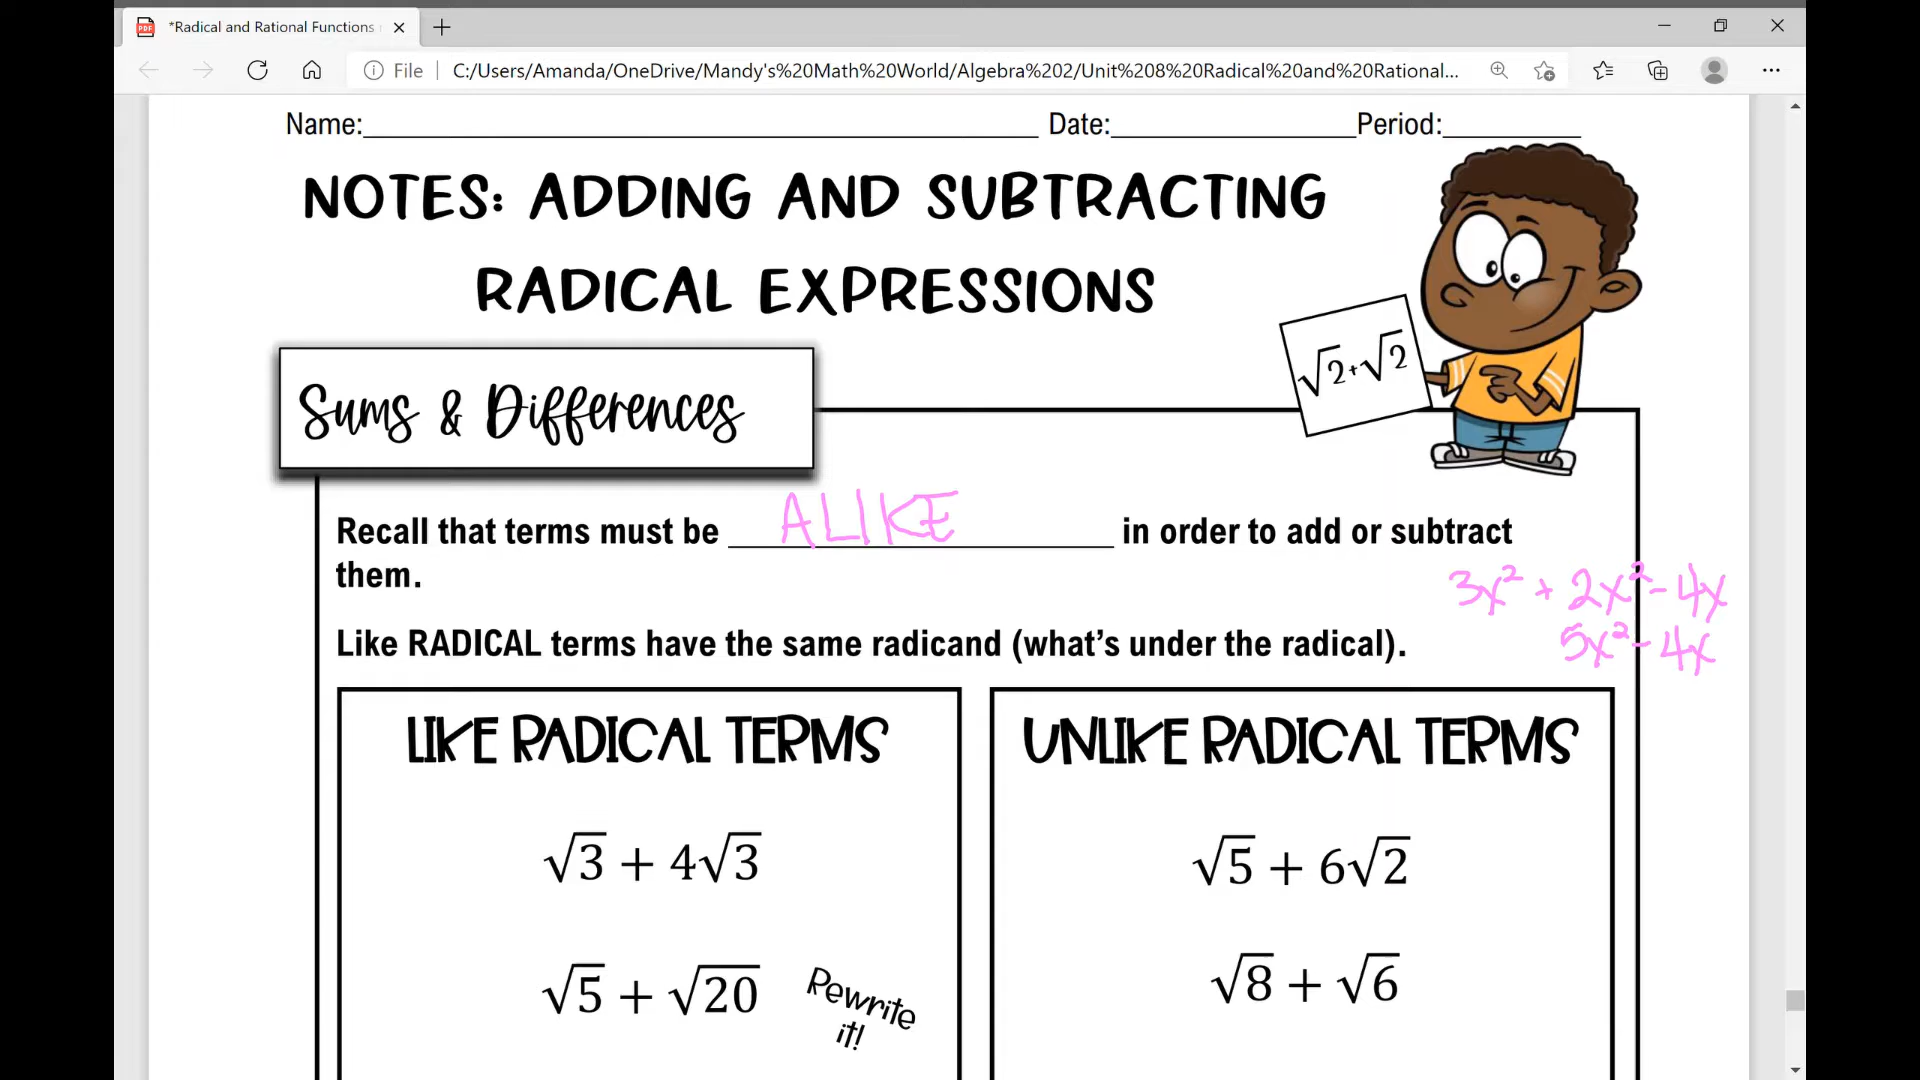 *Radical and Rational Functions
File
C:/Users/Amanda/OneDrive/Mandy's%20Math%20World/Algebra%202/Unit%208%20Radical%20and%20Rational...
Name:_____ Date:_____Period:_____
NOTES: ADDING AND SUBTRACTING
RADICAL EXPRESSIONS
√2+√2
Sums & Differences
Recall that terms must be ALIKE in order to add or subtract
them.
3x² + 2x² - 4x
Like RADICAL terms have the same radicand (what's under the radical).
5x² - 4x
LIKE RADICAL TERMS
√3 + 4√3
√5 + √20
Rewrite
it!
UNLIKE RADICAL TERMS
√5 + 6√2
√8 + √6